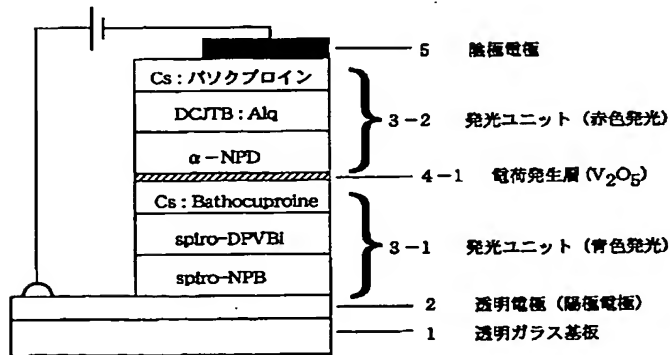 5 陰極電極
Cs:バソクプロイン
DCJTB:Alq
3-2 発光ユニット(赤色発光)
α-NPD
4-1 電荷発生層(V₂O₅)
Cs:Bathocuproine
spiro-DPVBi
3-1 発光ユニット(青色発光)
spiro-NPB
2 透明電極(陽極電極)
1 透明ガラス基板